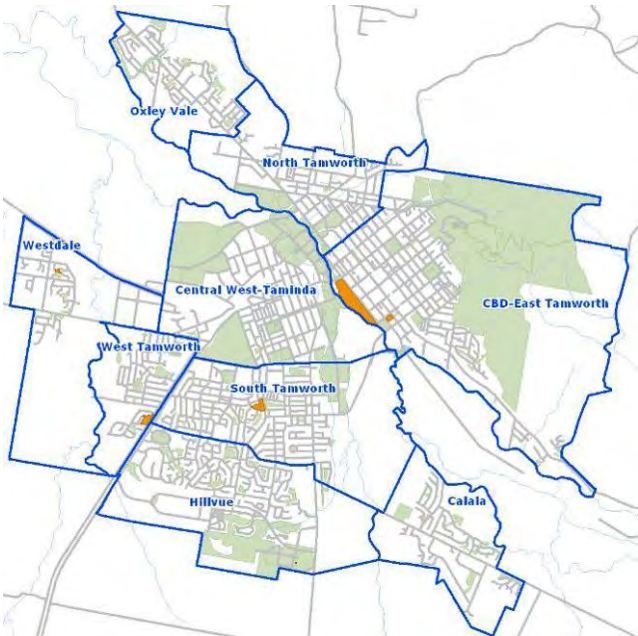 Oxley Vale
North Tamworth
Westdale
Central West-Taminda
CBD-East Tamworth
West Tamworth
South Tamworth
Hillvue
Calala